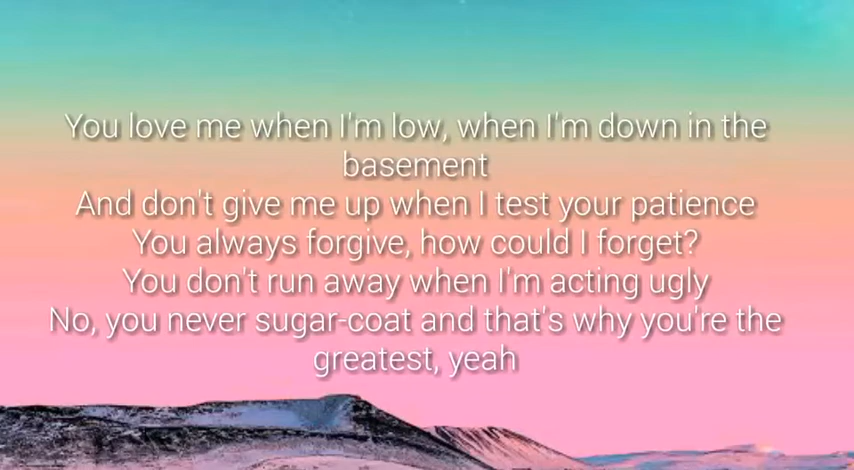 You love me when I'm low, when I'm down in the
basement
And don't give me up when I test your patience
You always forgive, how could I forget?
You don't run away when I'm acting ugly
No, you never sugar-coat and that's why you're the
greatest, yeah